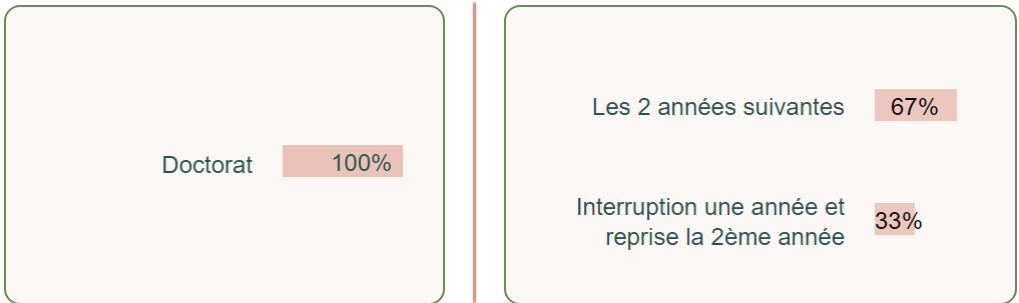 Doctorat 100%
Les 2 années suivantes 67%
Interruption une année et
reprise la 2ème année 33%